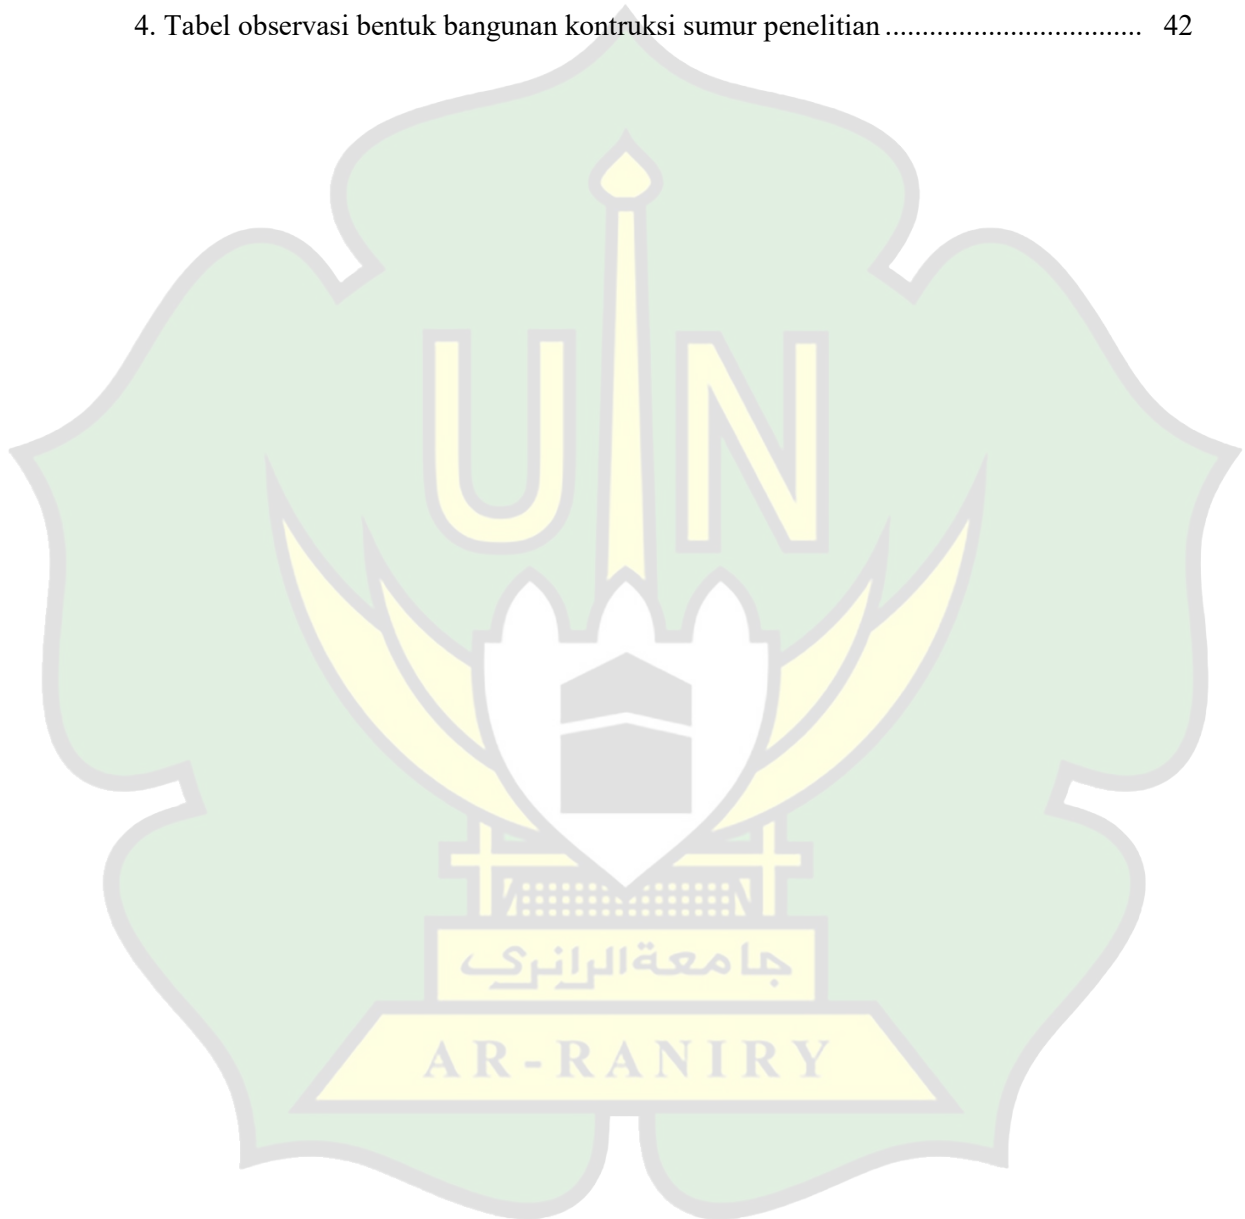 4. Tabel observasi bentuk bangunan kontruksi sumur penelitian .................................. 42
UIN
جامعة الرانري
AR-RANIRY